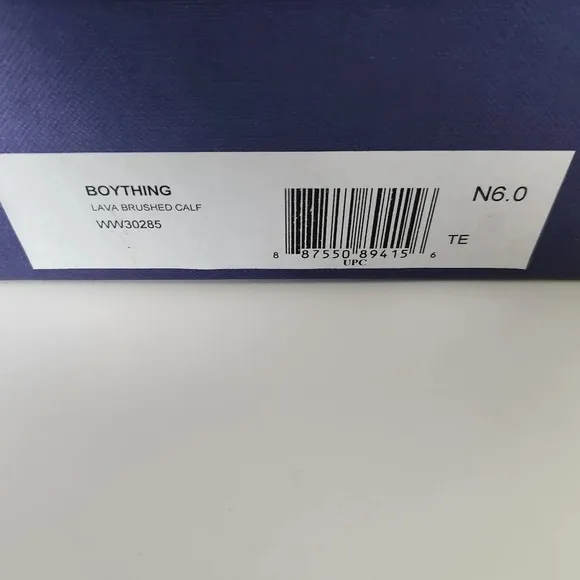 BOYTHING
LAVA BRUSHED CALF
WW30285
8 87550 89415 6
UPC
TE
N6.0